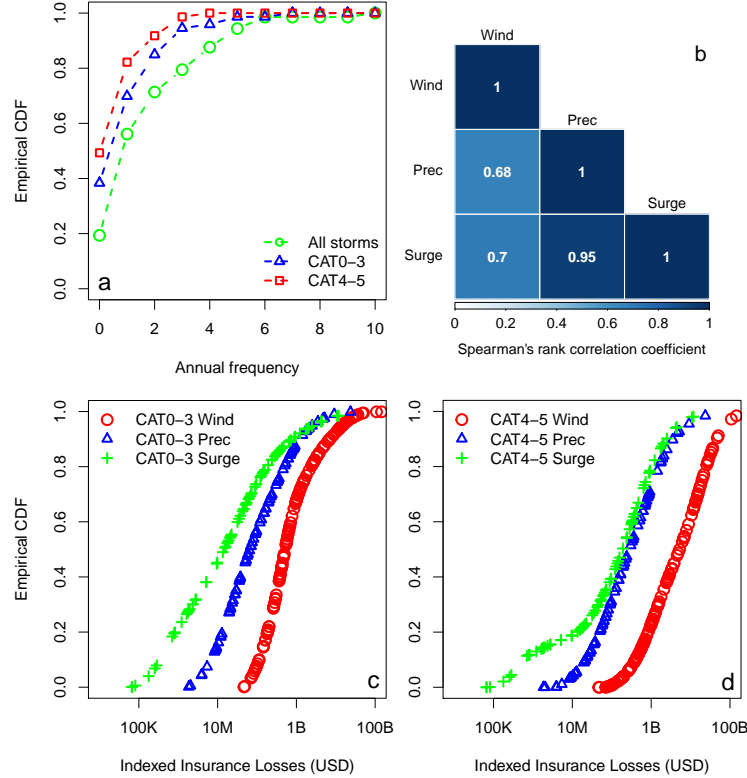 Empirical CDF
1.0
0.8
0.6
0.4
0.2
0.0
0 2 4 6 8 10
Annual frequency
All storms
CAT0−3
CAT4−5
a
b
Wind
Wind
1
Prec
Prec
0.68
1
Surge
Surge
0.7
0.95
1
0 0.2 0.4 0.6 0.8 1
Spearman's rank correlation coefficient
Empirical CDF
1.0
0.8
0.6
0.4
0.2
0.0
CAT0−3 Wind
CAT0−3 Prec
CAT0−3 Surge
c
100K 10M 1B 100B
Indexed Insurance Losses (USD)
1.0
0.8
0.6
0.4
0.2
0.0
CAT4−5 Wind
CAT4−5 Prec
CAT4−5 Surge
d
100K 10M 1B 100B
Indexed Insurance Losses (USD)